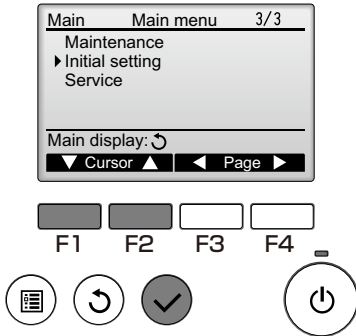 Main Main menu 3/3
Maintenance
Initial setting
Service
Main display:
Cursor Page
F1 F2 F3 F4